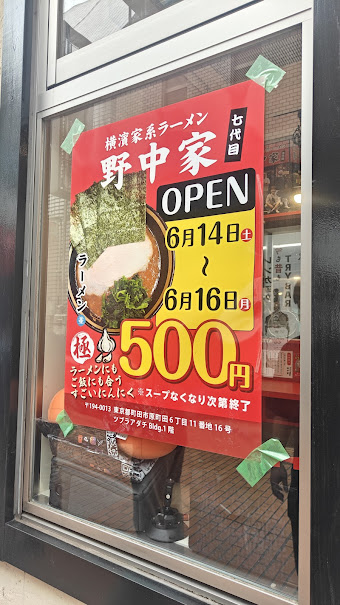 横濱家系ラーメン
野中家
七代目
OPEN
6月14日土
～
6月16日月
ラーメン
500円
極
ラーメンにも
ご飯にも合う
すごいにんにく
※スープなくなり次第終了
〒194-0013 東京都町田市原町田6丁目11番地16号
ツブラアダチ Bldg.1階
TRY BAR